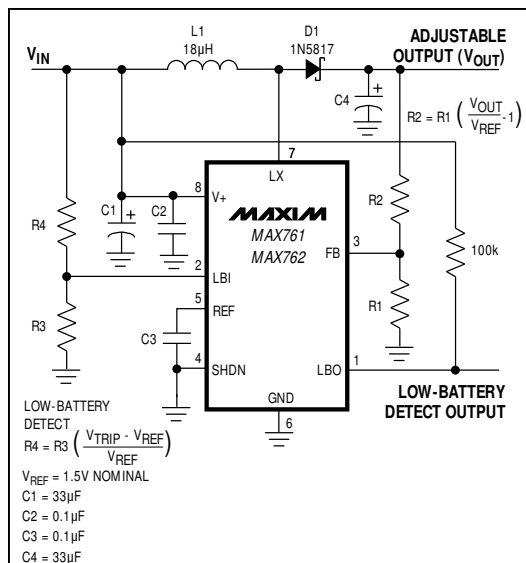 L1
18µH
D1
1N5817
VIN
ADJUSTABLE
OUTPUT (VOUT)
C4
+
R2 = R1 ( VOUT / VREF -1 )
7
LX
8
V+
C1
+
C2
MAXIM
MAX761
MAX762
R4
R2
3
FB
100k
2
LBI
5
REF
R3
R1
C3
4
SHDN
1
LBO
GND
6
LOW-BATTERY
DETECT OUTPUT
LOW-BATTERY
DETECT
R4 = R3 ( VTRIP - VREF / VREF )
VREF = 1.5V NOMINAL
C1 = 33µF
C2 = 0.1µF
C3 = 0.1µF
C4 = 33µF